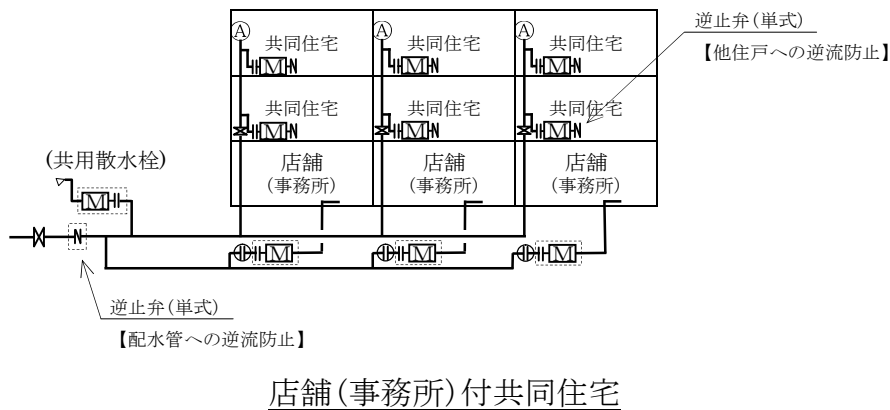 逆止弁(単式)
【他住戸への逆流防止】
A A A
共同住宅 共同住宅 共同住宅
M M M
共同住宅 共同住宅 共同住宅
M M M
店舗 店舗 店舗
(事務所) (事務所) (事務所)
(共用散水栓)
M
M M M
逆止弁(単式)
【配水管への逆流防止】
店舗(事務所)付共同住宅